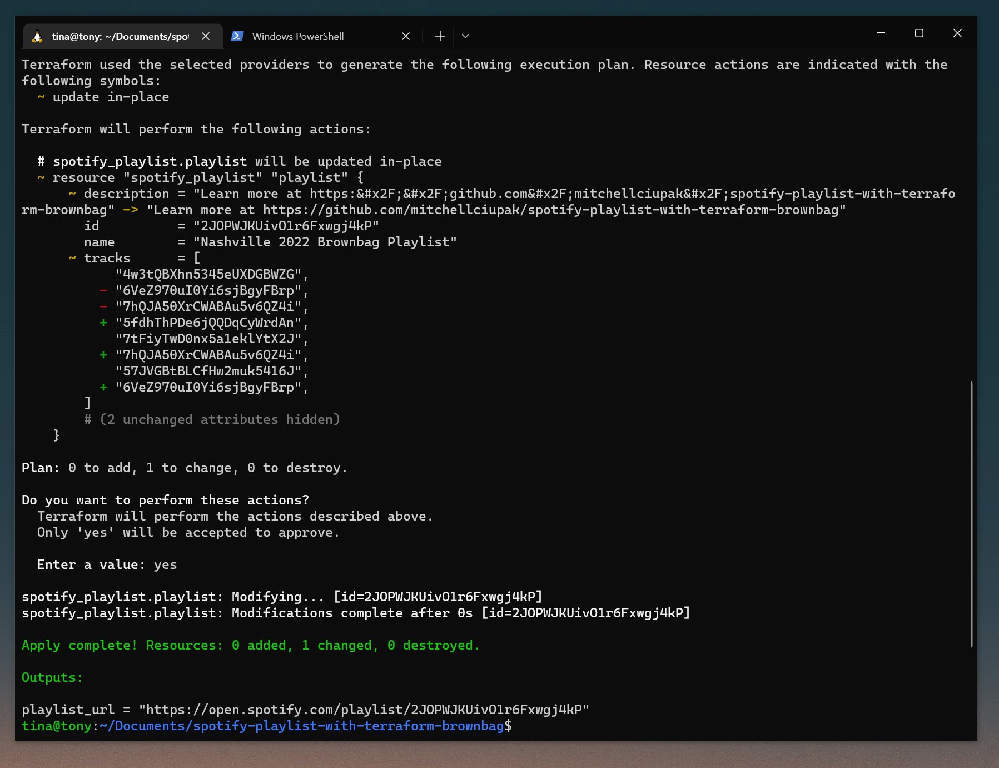 tina@tony: ~/Documents/spo
Windows PowerShell
Terraform used the selected providers to generate the following execution plan. Resource actions are indicated with the
following symbols:
  ~ update in-place

Terraform will perform the following actions:

  # spotify_playlist.playlist will be updated in-place
  ~ resource "spotify_playlist" "playlist" {
      ~ description = "Learn more at https:&#x2F;&#x2F;github.com&#x2F;mitchellciupak&#x2F;spotify-playlist-with-terrafo
rm-brownbag" -> "Learn more at https://github.com/mitchellciupak/spotify-playlist-with-terraform-brownbag"
        id          = "2JOPWJKUivO1r6Fxwgj4kP"
        name        = "Nashville 2022 Brownbag Playlist"
      ~ tracks      = [
            "4w3tQBXhn5345eUXDGBWZG",
          - "6VeZ970uI0Yi6sjBgyFBrp",
          - "7hQJA50XrCWABAu5v6QZ4i",
          + "5fdhThPDe6jQQDqCyWrdAn",
            "7tFiyTwD0nx5a1eklYtX2J",
          + "7hQJA50XrCWABAu5v6QZ4i",
            "57JVGBtBLCfHw2muk5416J",
          + "6VeZ970uI0Yi6sjBgyFBrp",
        ]
        # (2 unchanged attributes hidden)
    }

Plan: 0 to add, 1 to change, 0 to destroy.

Do you want to perform these actions?
  Terraform will perform the actions described above.
  Only 'yes' will be accepted to approve.

  Enter a value: yes

spotify_playlist.playlist: Modifying... [id=2JOPWJKUivO1r6Fxwgj4kP]
spotify_playlist.playlist: Modifications complete after 0s [id=2JOPWJKUivO1r6Fxwgj4kP]

Apply complete! Resources: 0 added, 1 changed, 0 destroyed.

Outputs:

playlist_url = "https://open.spotify.com/playlist/2JOPWJKUivO1r6Fxwgj4kP"
tina@tony:~/Documents/spotify-playlist-with-terraform-brownbag$